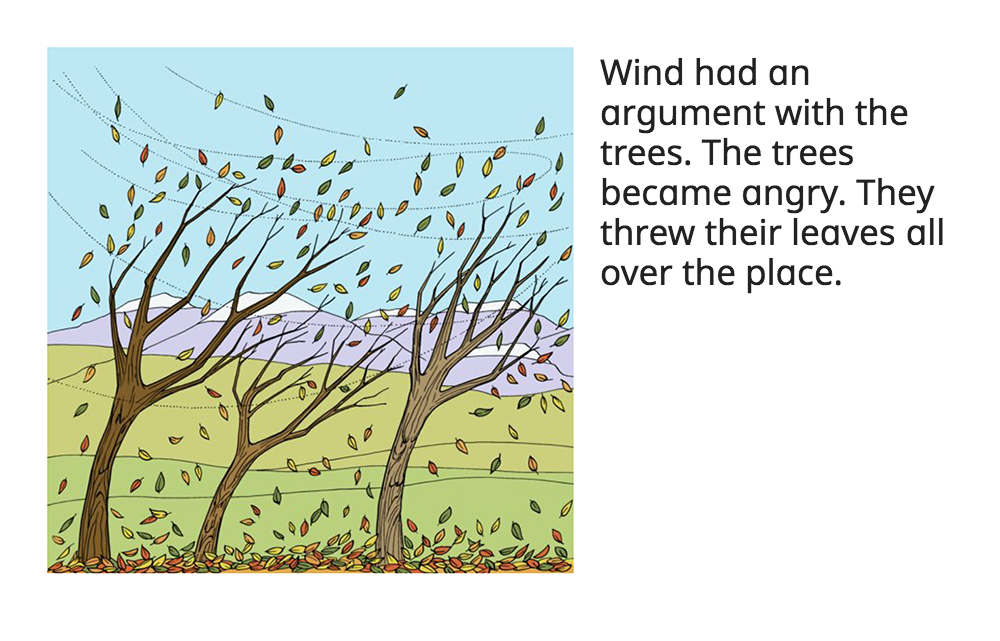 Wind had an
argument with the
trees. The trees
became angry. They
threw their leaves all
over the place.